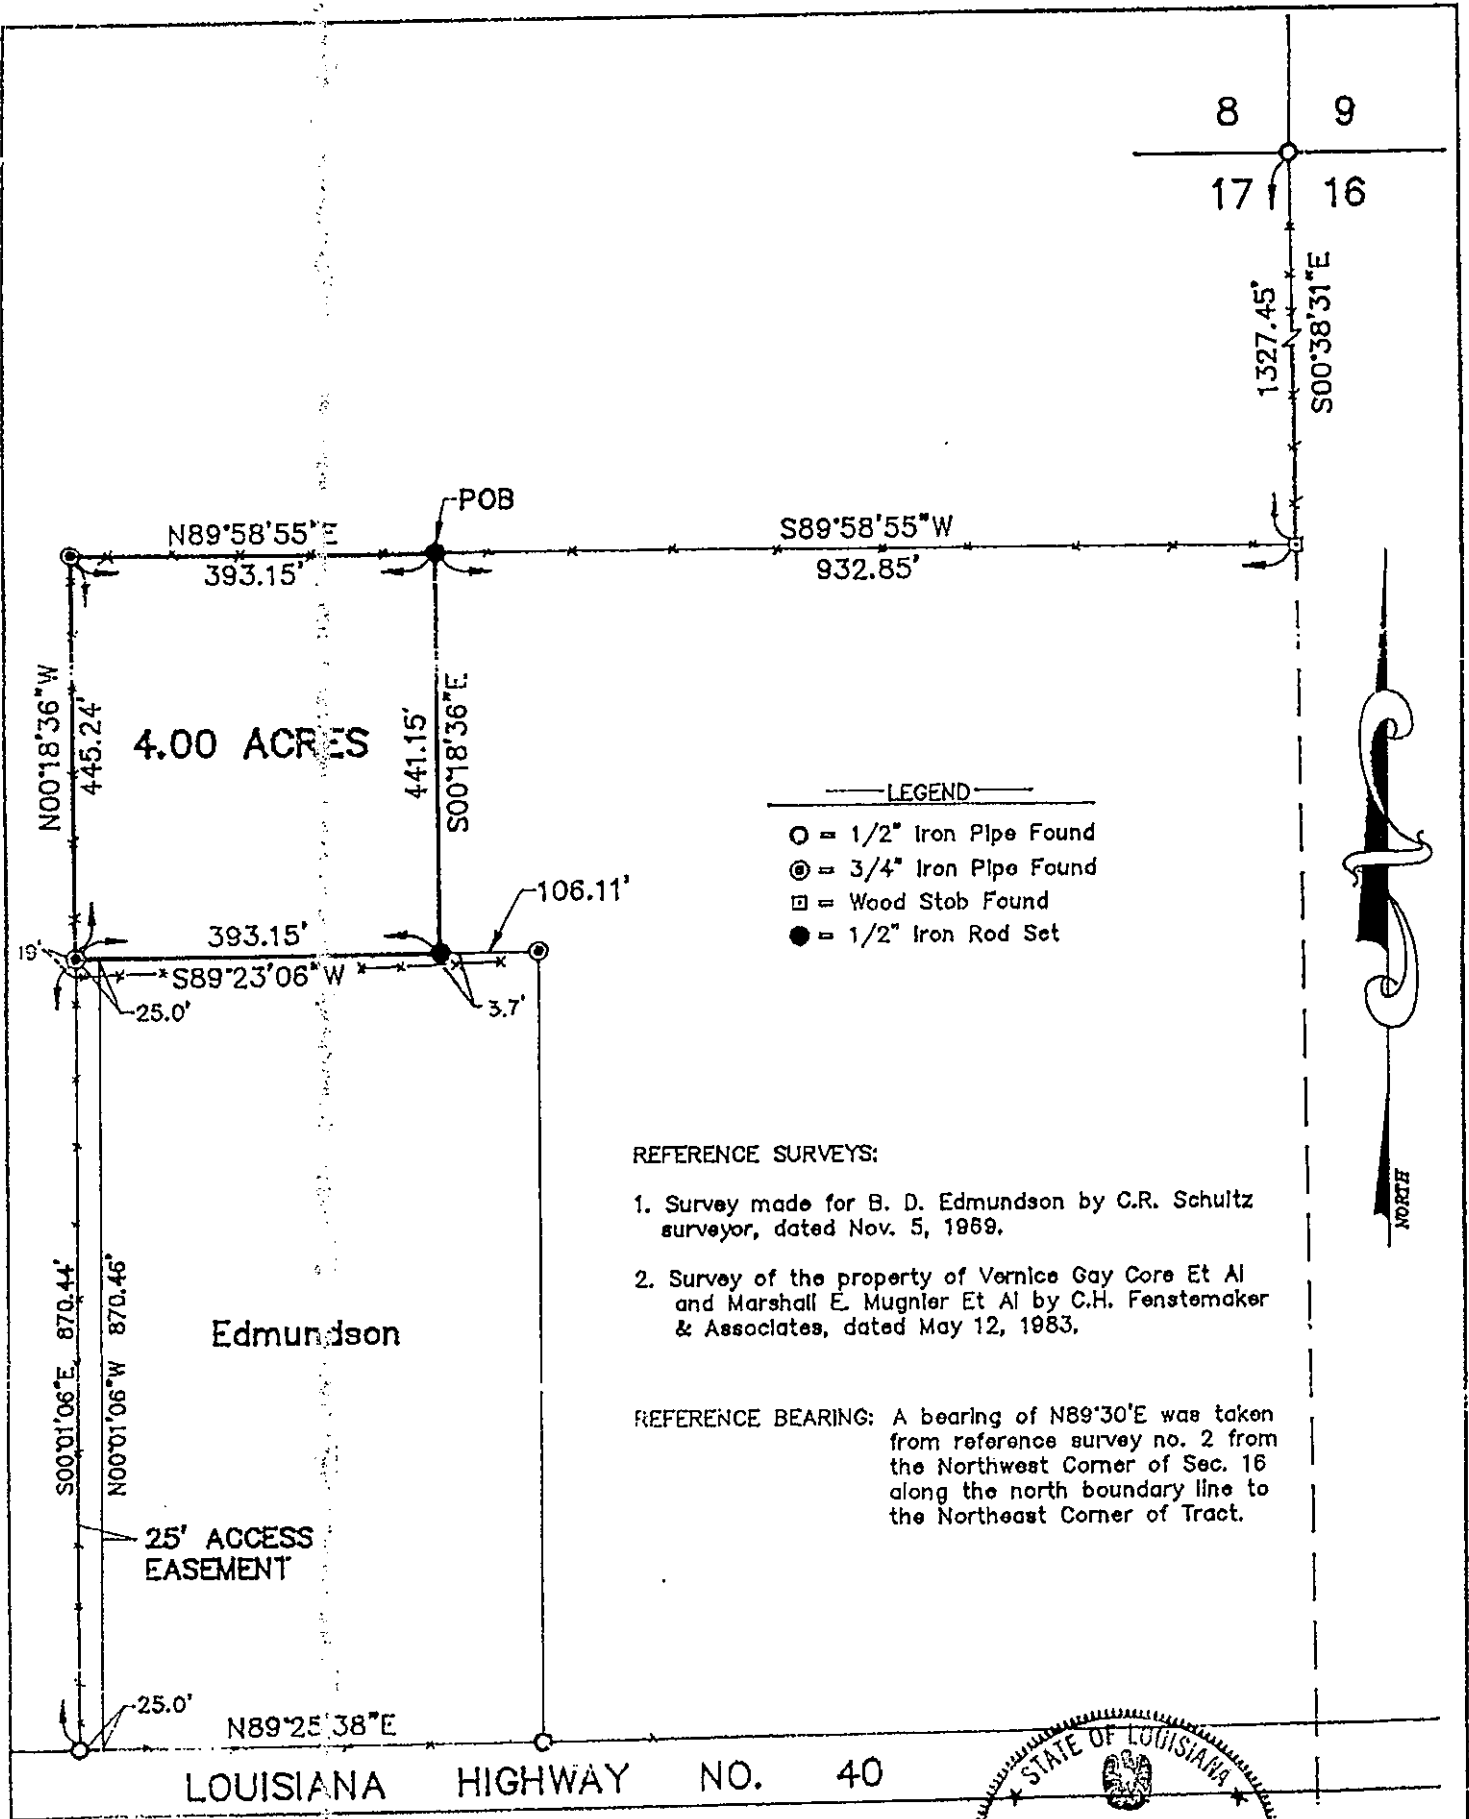 8 9
17 16
1327.45'
S00°38'31"E
POB
N89°58'55"E
393.15'
S89°58'55"W
932.85'
N00°18'36"W
445.24'
4.00 ACRES
441.15'
S00°18'36"E
LEGEND
= 1/2" Iron Pipe Found
= 3/4" Iron Pipe Found
= Wood Stob Found
= 1/2" Iron Rod Set
106.11'
19'
393.15'
S89°23'06"W
25.0'
3.7'
NORTH
REFERENCE SURVEYS:
1. Survey made for B. D. Edmundson by C.R. Schultz
surveyor, dated Nov. 5, 1969.
2. Survey of the property of Vernice Gay Core Et Al
and Marshall E. Mugnier Et Al by C.H. Fenstemaker
& Associates, dated May 12, 1983.
S00°01'06"E 870.44'
N00°01'06"W 870.46'
Edmundson
REFERENCE BEARING: A bearing of N89°30'E was taken
from reference survey no. 2 from
the Northwest Corner of Sec. 16
along the north boundary line to
the Northeast Corner of Tract.
25' ACCESS
EASEMENT
25.0'
N89°25'38"E
STATE OF LOUISIANA
LOUISIANA HIGHWAY NO. 40